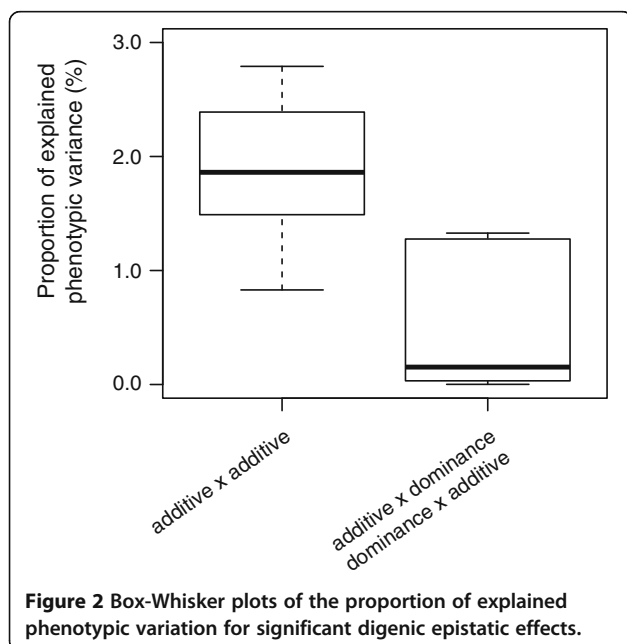 Proportion of explained
phenotypic variance (%)
3.0
2.0
1.0
0.0
additive x additive
additive x dominance
dominance x additive
Figure 2 Box-Whisker plots of the proportion of explained
phenotypic variation for significant digenic epistatic effects.